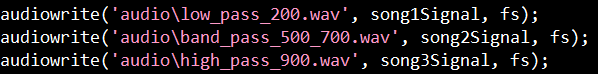 audiowrite('audio\low_pass_200.wav', song1Signal, fs);
audiowrite('audio\band_pass_500_700.wav', song2Signal, fs);
audiowrite('audio\high_pass_900.wav', song3Signal, fs);